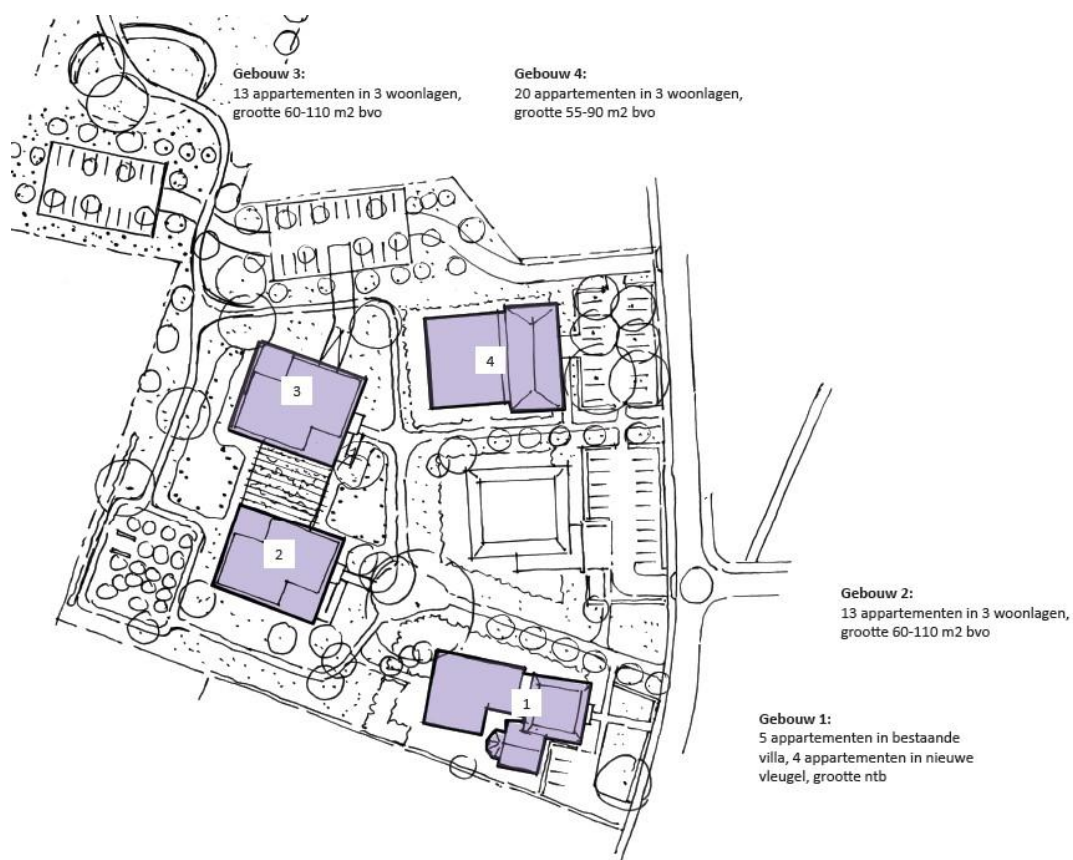 Gebouw 3:
13 appartementen in 3 woonlagen,
grootte 60-110 m2 bvo
Gebouw 4:
20 appartementen in 3 woonlagen,
grootte 55-90 m2 bvo
4
3
2
Gebouw 2:
13 appartementen in 3 woonlagen,
grootte 60-110 m2 bvo
1
Gebouw 1:
5 appartementen in bestaande
villa, 4 appartementen in nieuwe
vleugel, grootte ntb